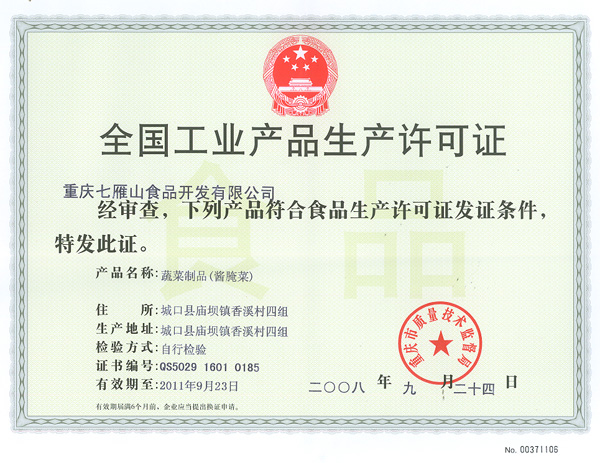 全国工业产品生产许可证
食品
重庆七雁山食品开发有限公司
经审查，下列产品符合食品生产许可证发证条件，
特发此证。
产品名称:蔬菜制品(酱腌菜)
住 所:城口县庙坝镇香溪村四组
生产地址:城口县庙坝镇香溪村四组
检验方式:自行检验
证书编号:QS5029 1601 0185
有效期至:2011年9月23日
重庆市质量技术监督局
二〇〇八 年 九 月 二十四 日
有效期届满6个月前，企业应当提出换证申请。
No. 00371106